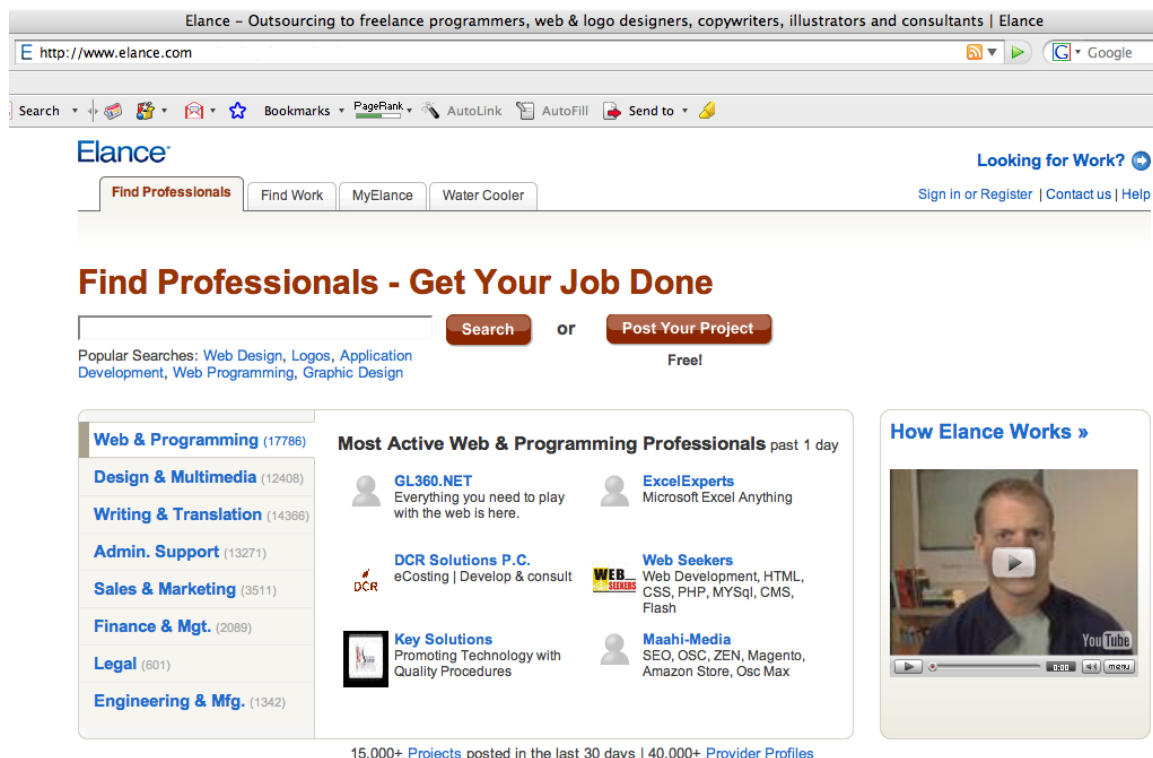 Elance – Outsourcing to freelance programmers, web & logo designers, copywriters, illustrators and consultants | Elance
E http://www.elance.com
G Google
Search Bookmarks PageRank AutoLink AutoFill Send to
Elance
Looking for Work?
Find Professionals Find Work MyElance Water Cooler
Sign in or Register | Contact us | Help
Find Professionals - Get Your Job Done
Search or Post Your Project
Free!
Popular Searches: Web Design, Logos, Application
Development, Web Programming, Graphic Design
Web & Programming (17786)
Design & Multimedia (12408)
Writing & Translation (14366)
Admin. Support (13271)
Sales & Marketing (3511)
Finance & Mgt. (2089)
Legal (601)
Engineering & Mfg. (1342)
Most Active Web & Programming Professionals past 1 day
GL360.NET
Everything you need to play
with the web is here.
ExcelExperts
Microsoft Excel Anything
DCR
DCR Solutions P.C.
eCosting | Develop & consult
WEB
SEEKERS
Web Seekers
Web Development, HTML,
CSS, PHP, MYSql, CMS,
Flash
Key Solutions
Promoting Technology with
Quality Procedures
Maahi-Media
SEO, OSC, ZEN, Magento,
Amazon Store, Osc Max
How Elance Works »
YouTube
0:00 menu
15,000+ Projects posted in the last 30 days | 40,000+ Provider Profiles